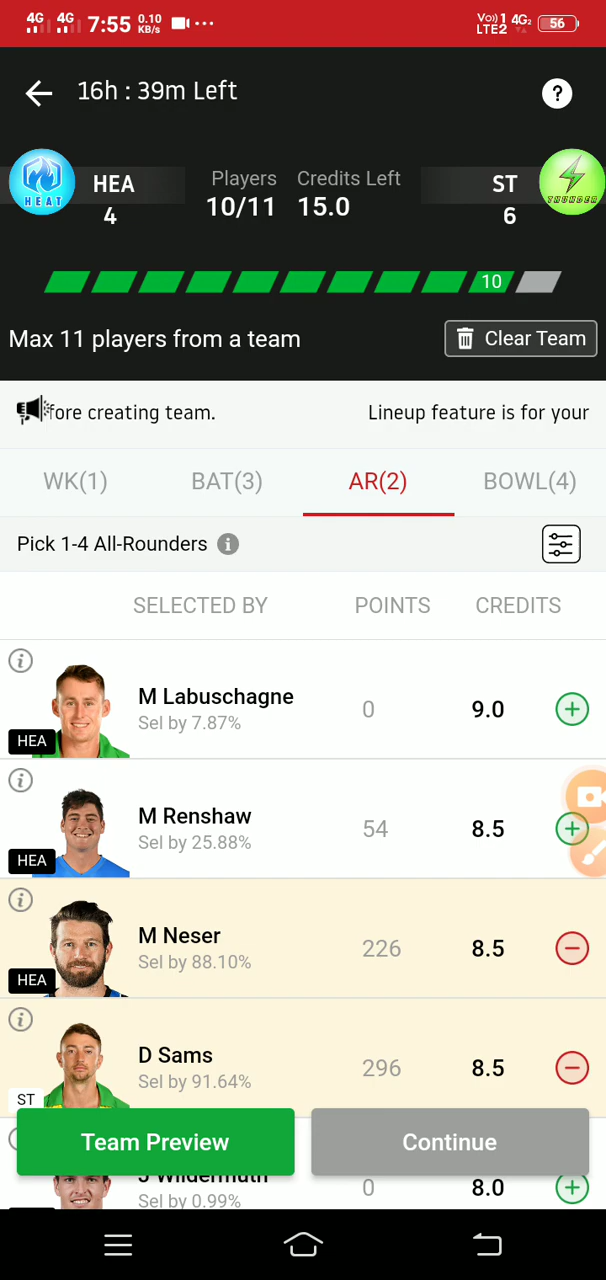 4G 4G 7:55 0.10 KB/s ... Vo)) 1 4G2 LTE2 56
16h : 39m Left ?
HEAT HEA Players Credits Left ST THUNDER
4 10/11 15.0 6
10
Max 11 players from a team Clear Team
fore creating team. Lineup feature is for your
WK(1) BAT(3) AR(2) BOWL(4)
Pick 1-4 All-Rounders i
SELECTED BY POINTS CREDITS
i
M Labuschagne 0 9.0 +
Sel by 7.87%
HEA
i
M Renshaw 54 8.5 +
Sel by 25.88%
HEA
i
M Neser 226 8.5 −
Sel by 88.10%
HEA
i
D Sams 296 8.5 −
Sel by 91.64%
ST
Team Preview Continue
J Wildermuth 0 8.0 +
Sel by 0.99%